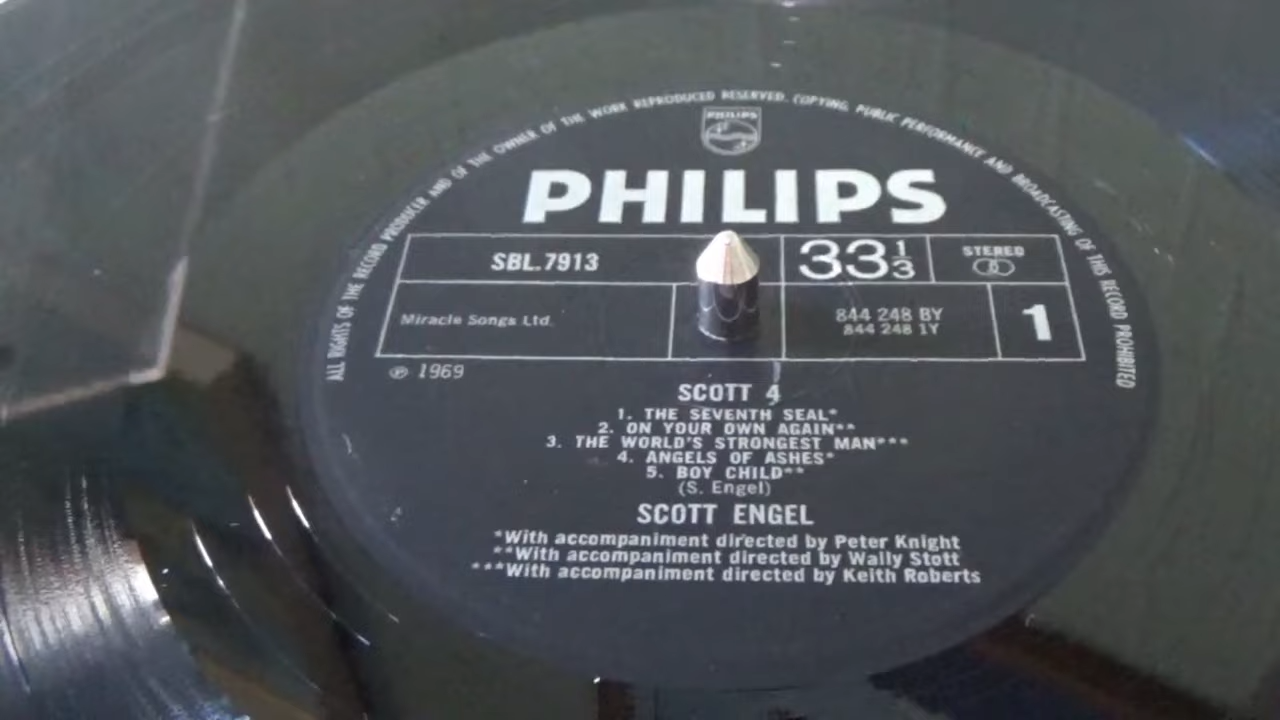 ALL RIGHTS OF THE RECORD PRODUCER AND OF THE OWNER OF THE WORK REPRODUCED RESERVED. COPYING, PUBLIC PERFORMANCE AND BROADCASTING OF THIS RECORD PROHIBITED
PHILIPS
PHILIPS
SBL.7913 33⅓ STEREO
Miracle Songs Ltd. 844 248 BY 1
844 248 1Y
℗ 1969
SCOTT 4
1. THE SEVENTH SEAL*
2. ON YOUR OWN AGAIN**
3. THE WORLD'S STRONGEST MAN***
4. ANGELS OF ASHES*
5. BOY CHILD**
(S. Engel)
SCOTT ENGEL
*With accompaniment directed by Peter Knight
**With accompaniment directed by Wally Stott
***With accompaniment directed by Keith Roberts